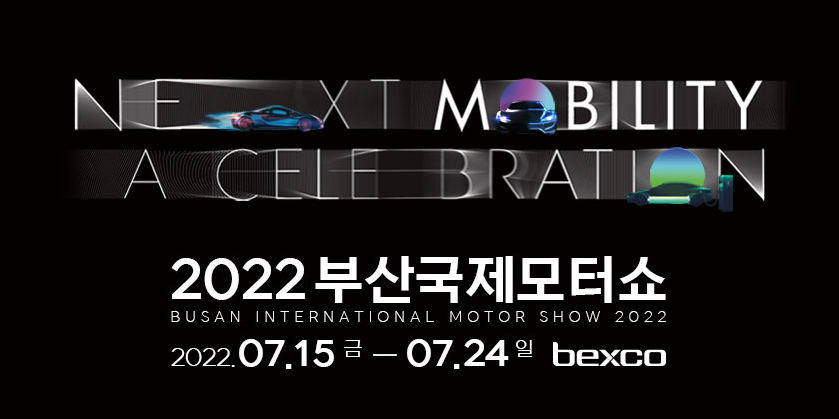 NEXT MOBILITY
A CELEBRATION
2022 부산국제모터쇼
BUSAN INTERNATIONAL MOTOR SHOW 2022
2022. 07.15 금 — 07.24 일 bexco